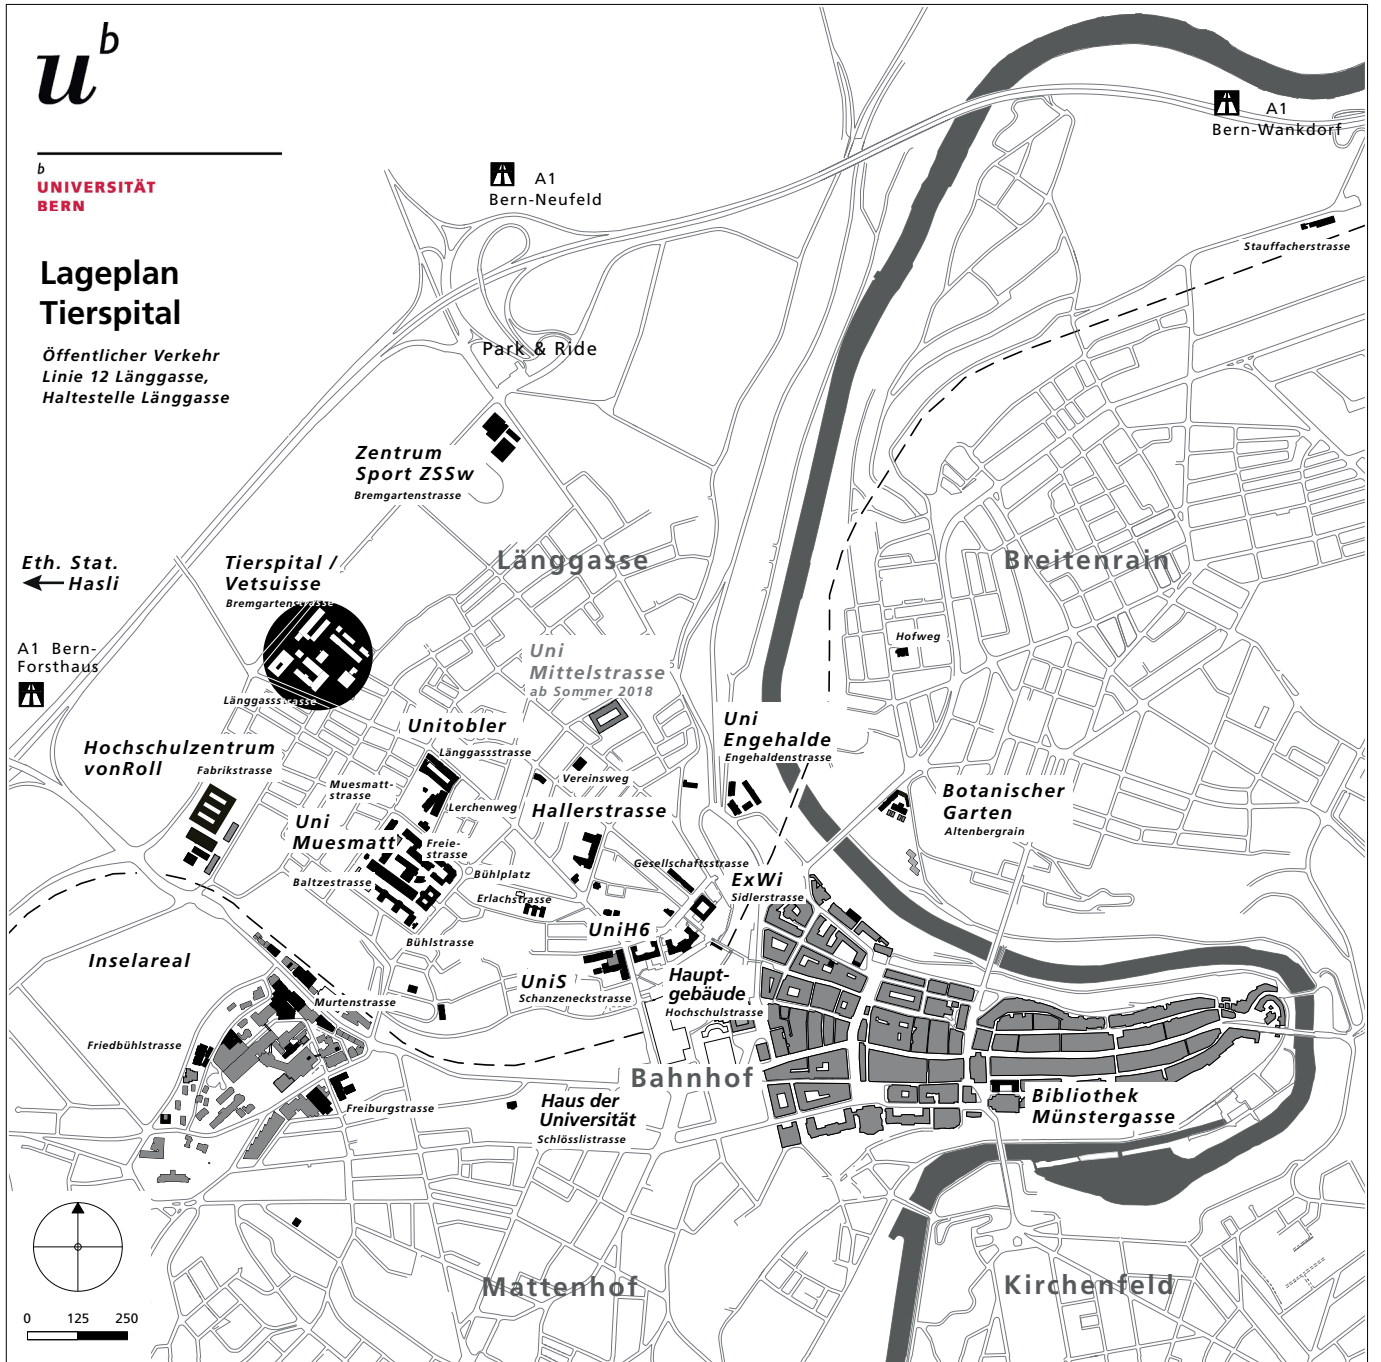 u b
b
UNIVERSITÄT
BERN
Lageplan
Tierspital
Öffentlicher Verkehr
Linie 12 Länggasse,
Haltestelle Länggasse
A1
Bern-Neufeld
A1
Bern-Wankdorf
Stauffacherstrasse
Park & Ride
Zentrum
Sport ZSSw
Bremgartenstrasse
Eth. Stat.
Hasli
Tierspital /
Vetsuisse
Bremgartenstrasse
Länggasse
Breitenrain
A1 Bern-
Forsthaus
Hofweg
Uni
Mittelstrasse
ab Sommer 2018
Länggassstrasse
Unitobler
Länggassstrasse
Uni
Engehalde
Engehaldenstrasse
Hochschulzentrum
vonRoll
Fabrikstrasse
Muesmatt-
strasse
Vereinsweg
Lerchenweg
Hallerstrasse
Botanischer
Garten
Altenbergrain
Uni
Muesmatt
Freie-
strasse
Gesellschaftsstrasse
Bühlplatz
Baltzestrasse
Erlachstrasse
ExWi
Sidlerstrasse
UniH6
Bühlstrasse
Inselareal
UniS
Schanzeneckstrasse
Haupt-
gebäude
Hochschulstrasse
Murtenstrasse
Friedbühlstrasse
Bahnhof
Freiburgstrasse
Haus der
Universität
Schlösslistrasse
Bibliothek
Münstergasse
Mattenhof
Kirchenfeld
0 125 250